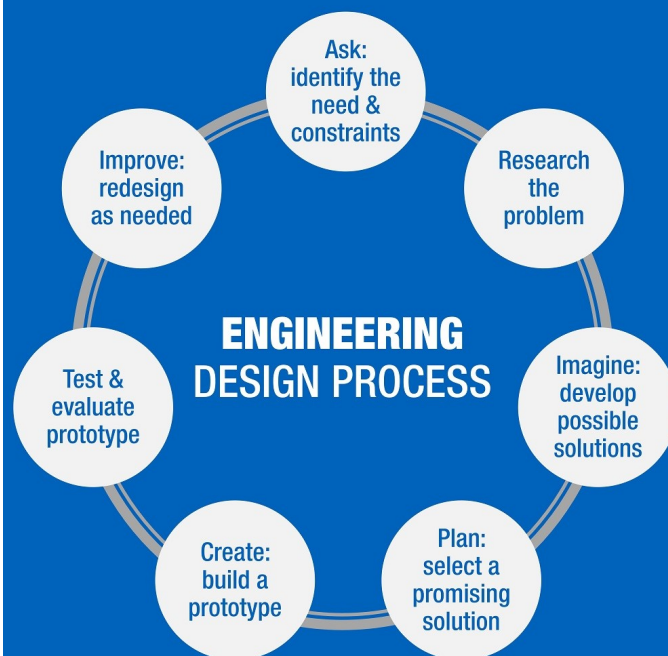 Ask:
identify the
need &
constraints
Research
the
problem
Imagine:
develop
possible
solutions
Plan:
select a
promising
solution
Create:
build a
prototype
Test &
evaluate
prototype
Improve:
redesign
as needed
ENGINEERING
DESIGN PROCESS